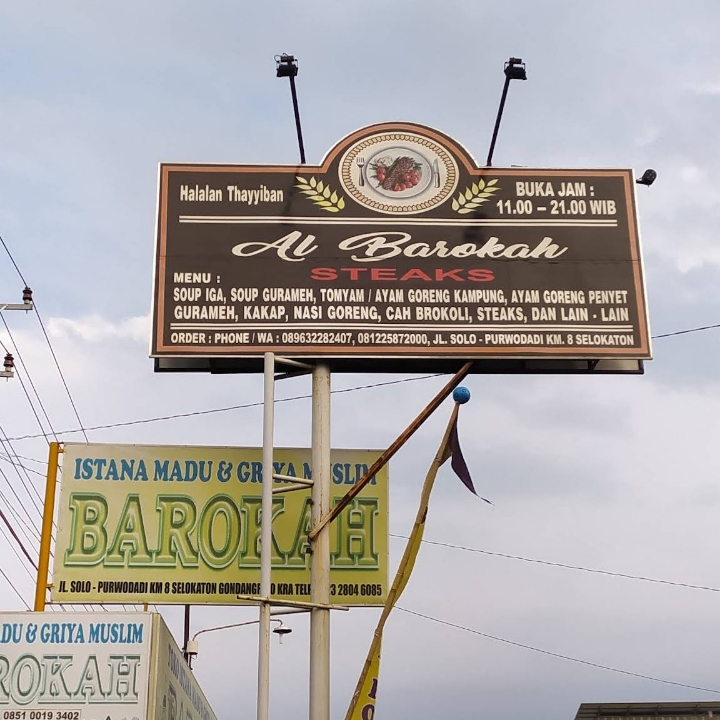 Halalan Thayyiban
BUKA JAM :
11.00 – 21.00 WIB
Al Barokah
STEAKS
MENU :
SOUP IGA, SOUP GURAMEH, TOMYAM / AYAM GORENG KAMPUNG, AYAM GORENG PENYET
GURAMEH, KAKAP, NASI GORENG, CAH BROKOLI, STEAKS, DAN LAIN - LAIN
ORDER : PHONE / WA : 089632282407, 081225872000, JL. SOLO - PURWODADI KM. 8 SELOKATON
ISTANA MADU & GRIYA MUSLIM
BAROKAH
JL. SOLO - PURWODADI KM 8 SELOKATON 2804 6085
DU & GRIYA MUSLIM
ROKAH
0851 0019 3402